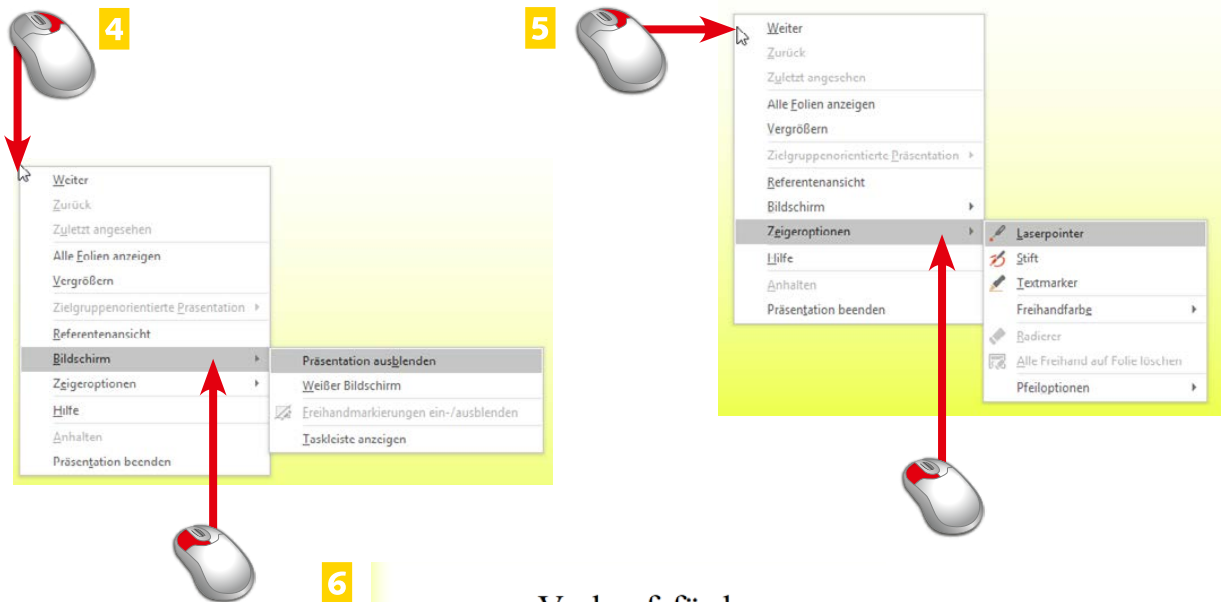 4
Weiter
Zurück
Zuletzt angesehen
Alle Folien anzeigen
Vergrößern
Zielgruppenorientierte Präsentation
Referentenansicht
Bildschirm
Zeigeroptionen
Hilfe
Anhalten
Präsentation beenden
Präsentation ausblenden
Weißer Bildschirm
Freihandmarkierungen ein-/ausblenden
Taskleiste anzeigen
5
Weiter
Zurück
Zuletzt angesehen
Alle Folien anzeigen
Vergrößern
Zielgruppenorientierte Präsentation
Referentenansicht
Bildschirm
Zeigeroptionen
Hilfe
Anhalten
Präsentation beenden
Laserpointer
Stift
Textmarker
Freihandfarbe
Radierer
Alle Freihand auf Folie löschen
Pfeiloptionen
6